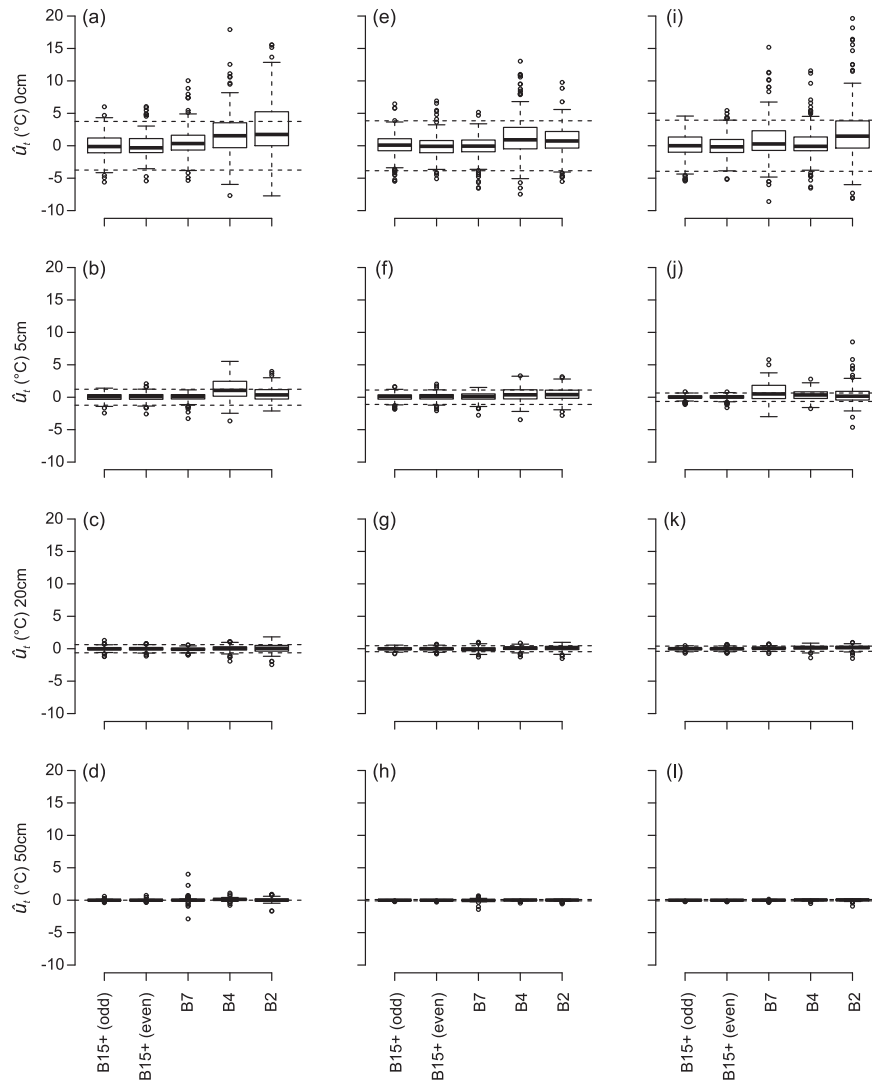 (a)
(e)
(i)
û_t (°C) 0cm
20
15
10
5
0
-5
-10
(b)
(f)
(j)
û_t (°C) 5cm
20
15
10
5
0
-5
-10
(c)
(g)
(k)
û_t (°C) 20cm
20
15
10
5
0
-5
-10
(d)
(h)
(l)
û_t (°C) 50cm
20
15
10
5
0
-5
-10
B15+ (odd)
B15+ (even)
B7
B4
B2
B15+ (odd)
B15+ (even)
B7
B4
B2
B15+ (odd)
B15+ (even)
B7
B4
B2